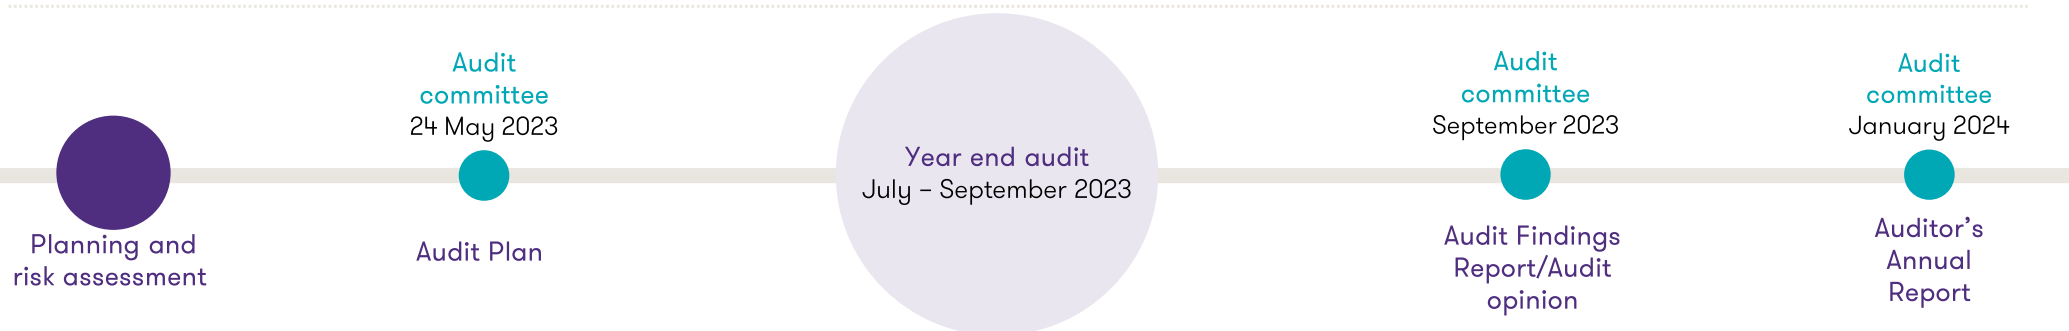 Planning and
risk assessment
Audit
committee
24 May 2023
Audit Plan
Year end audit
July – September 2023
Audit
committee
September 2023
Audit Findings
Report/Audit
opinion
Audit
committee
January 2024
Auditor’s
Annual
Report